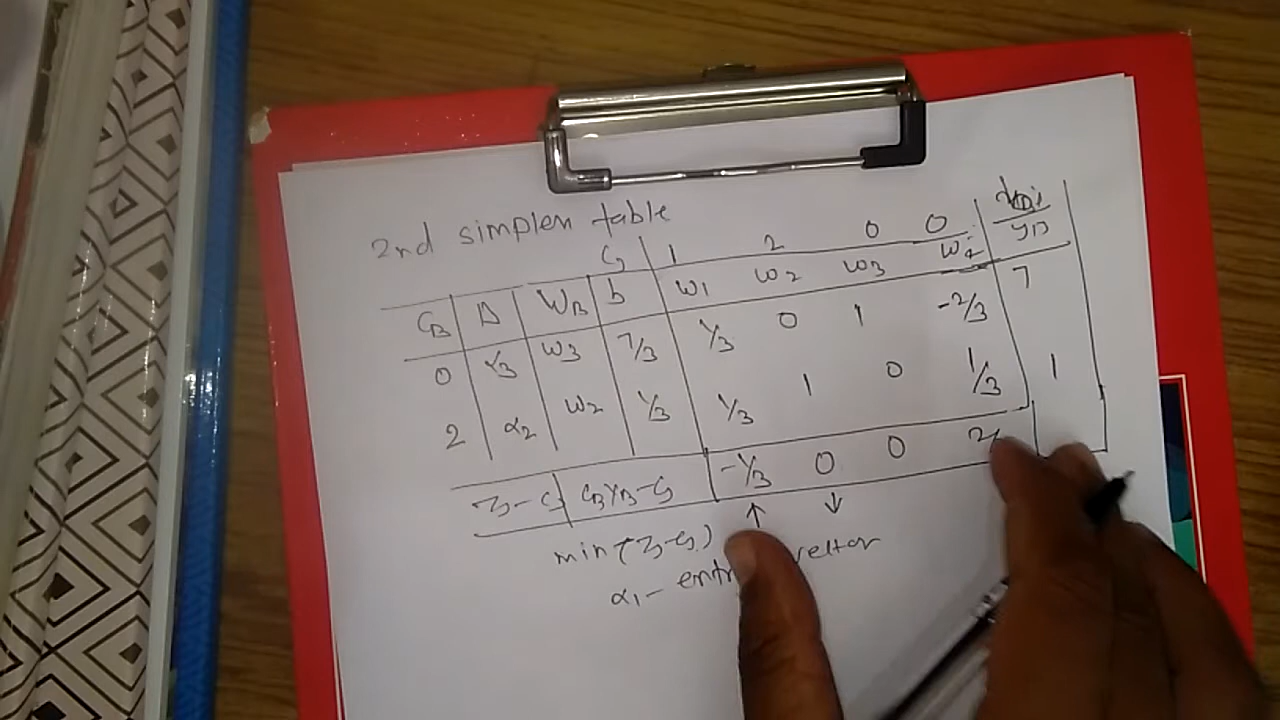 2nd simplex table
Cj 1 2 0 0
CB B WB b w1 w2 w3 w4
0 α3 w3 7/3 1/3 0 1 -2/3 7
2 α2 w2 1/3 1/3 1 0 1/3 1
Zj - Cj CBYB - Cj -1/3 0 0
↑ ↓
min (Zj-Cj)
α1 -